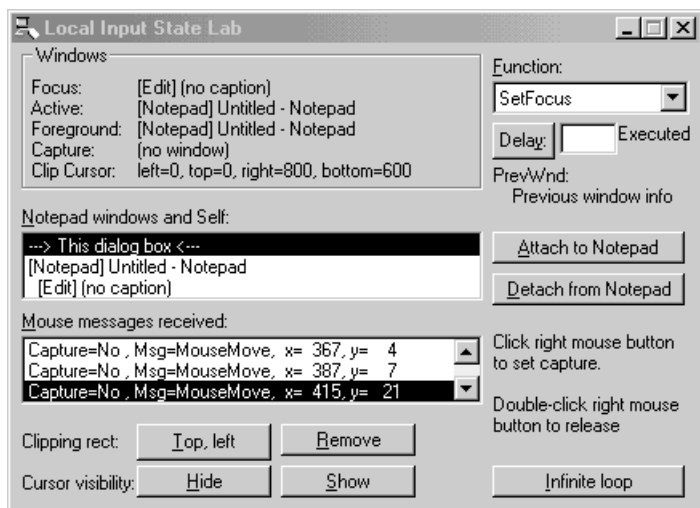 Local Input State Lab
Windows
Focus: [Edit] (no caption)
Active: [Notepad] Untitled - Notepad
Foreground: [Notepad] Untitled - Notepad
Capture: (no window)
Clip Cursor: left=0, top=0, right=800, bottom=600
Function:
SetFocus
Delay: Executed
PrevWnd:
Previous window info
Notepad windows and Self:
---> This dialog box <---
[Notepad] Untitled - Notepad
[Edit] (no caption)
Attach to Notepad
Detach from Notepad
Mouse messages received:
Capture=No , Msg=MouseMove, x= 367, y= 4
Capture=No , Msg=MouseMove, x= 387, y= 7
Capture=No , Msg=MouseMove, x= 415, y= 21
Click right mouse button
to set capture.
Double-click right mouse
button to release
Clipping rect: Top, left Remove
Cursor visibility: Hide Show
Infinite loop